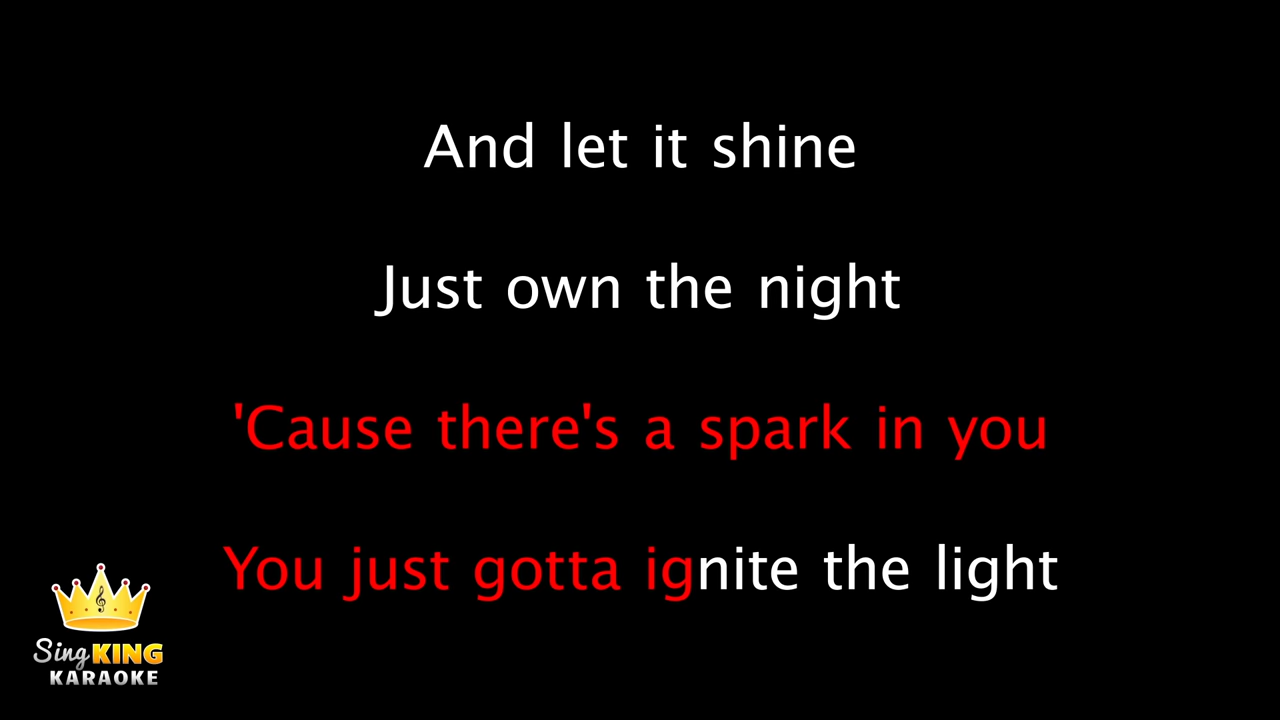 And let it shine
Just own the night
'Cause there's a spark in you
You just gotta ignite the light
Sing KING
KARAOKE